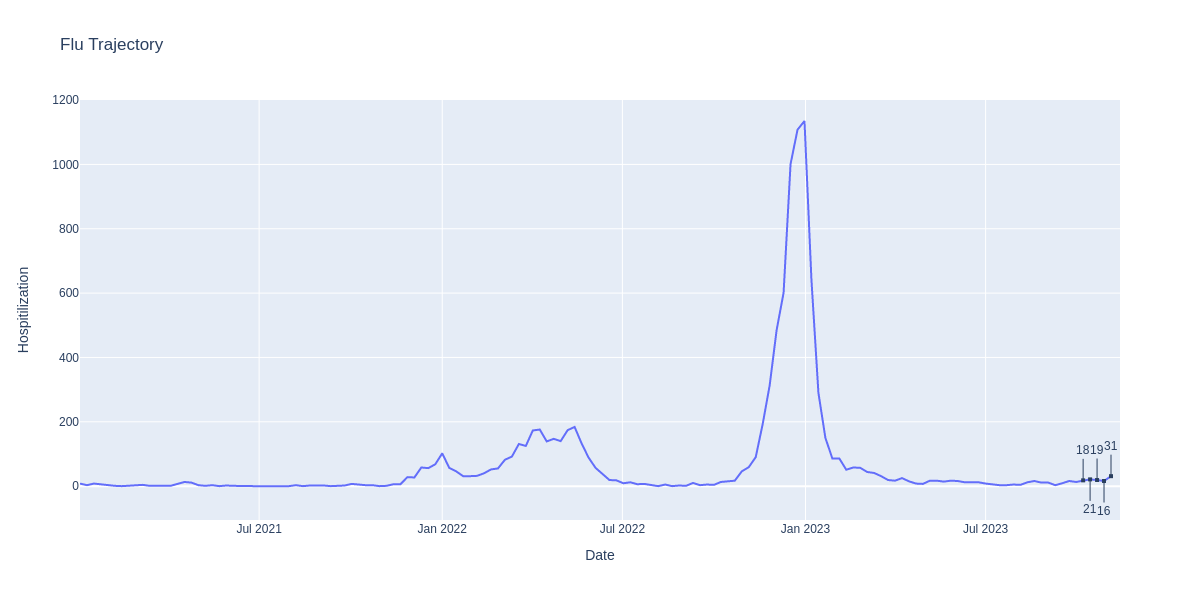 Flu Trajectory
1200
1000
800
600
400
200
0
Hospitilization
18
19
31
21
16
Jul 2021
Jan 2022
Jul 2022
Jan 2023
Jul 2023
Date